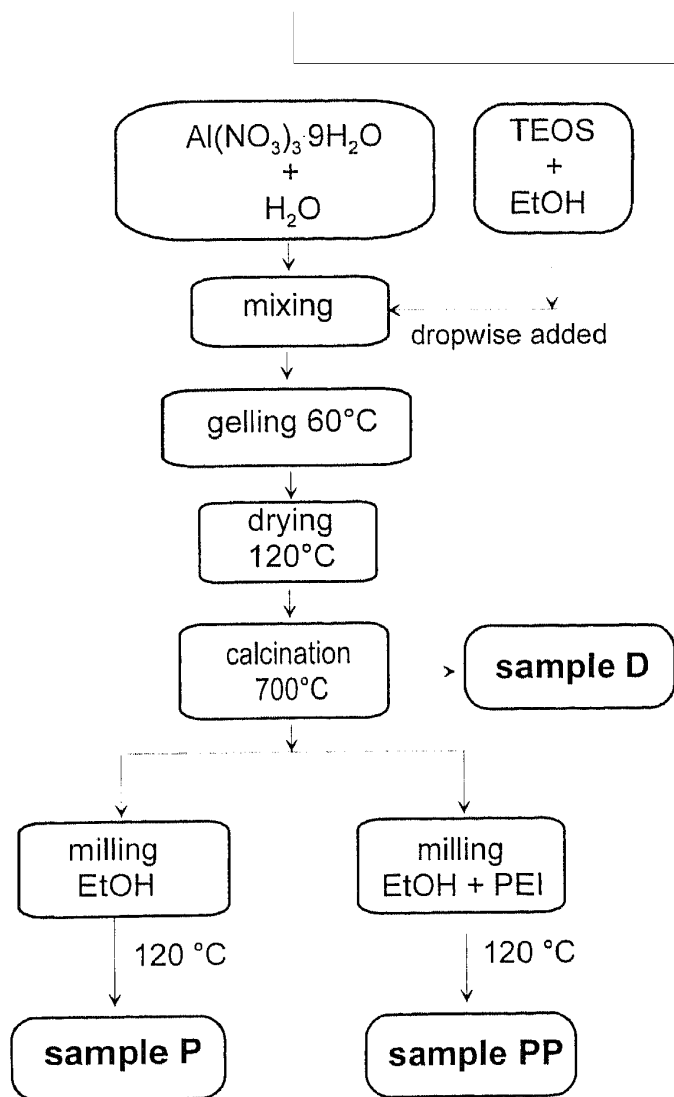 Al(NO₃)₃·9H₂O
+
H₂O
TEOS
+
EtOH
mixing
dropwise added
gelling 60°C
drying
120°C
calcination
700°C
sample D
milling
EtOH
milling
EtOH + PEI
120 °C
120 °C
sample P
sample PP